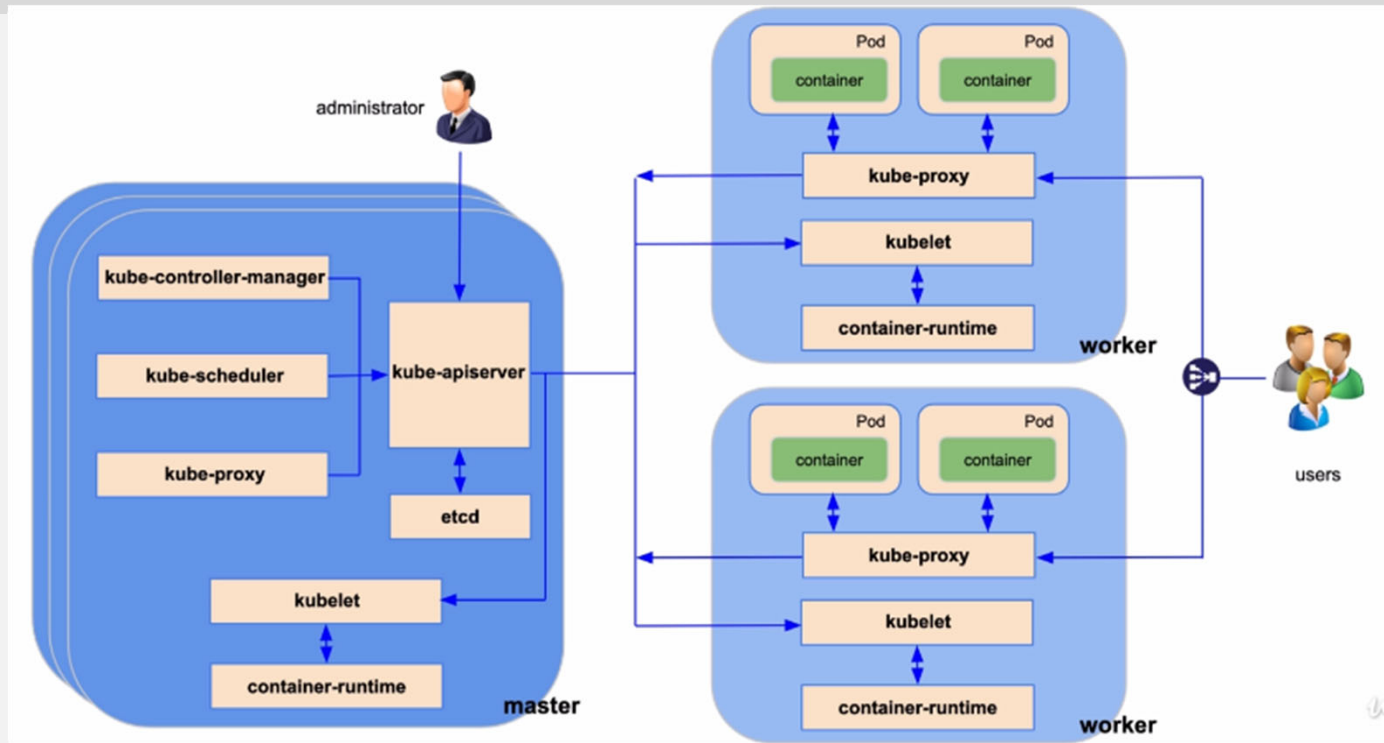 administrator
kube-controller-manager
kube-scheduler
kube-proxy
kube-apiserver
etcd
kubelet
container-runtime
master
Pod
container
Pod
container
kube-proxy
kubelet
container-runtime
worker
Pod
container
Pod
container
kube-proxy
kubelet
container-runtime
worker
users